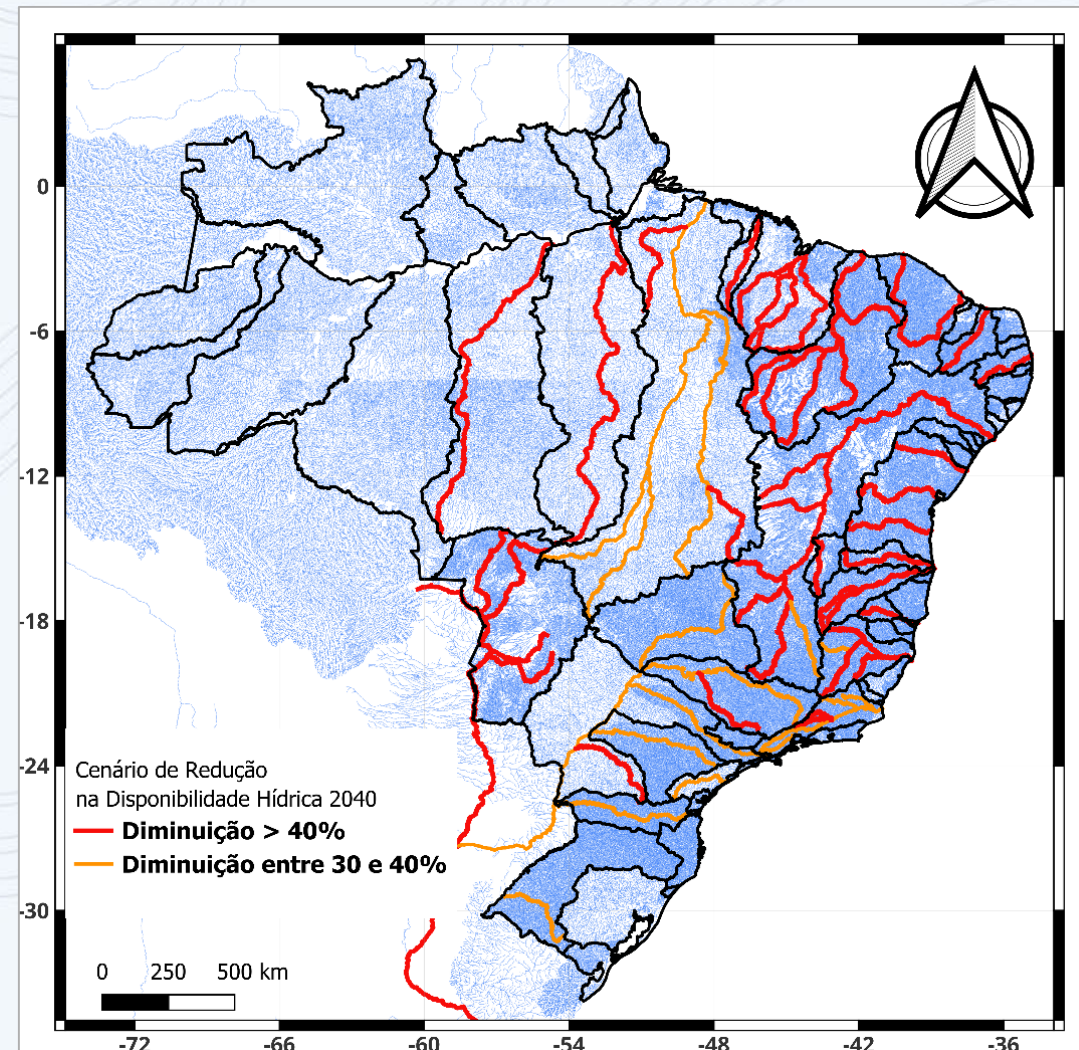 0
-6
-12
-18
-24
-30
Cenário de Redução
na Disponibilidade Hídrica 2040
Diminuição > 40%
Diminuição entre 30 e 40%
0 250 500 km
-72 -66 -60 -54 -48 -42 -36